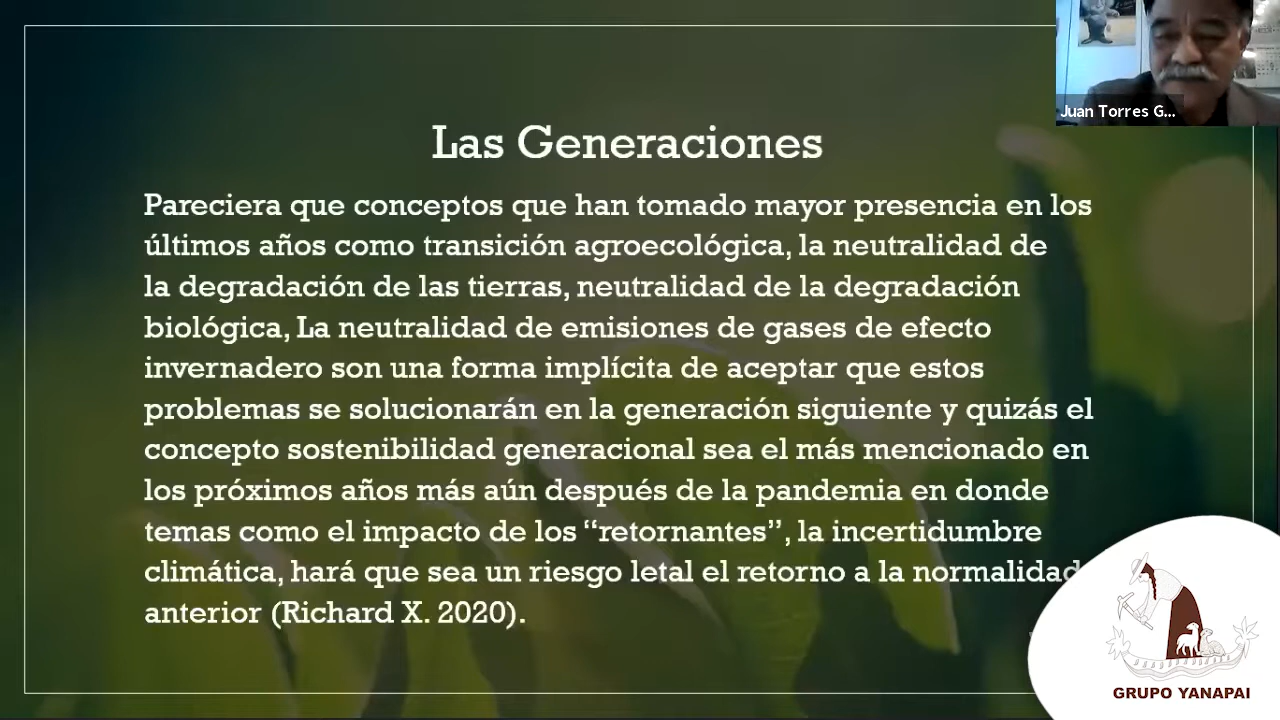 Juan Torres G...
Las Generaciones
Pareciera que conceptos que han tomado mayor presencia en los
últimos años como transición agroecológica, la neutralidad de
la degradación de las tierras, neutralidad de la degradación
biológica, La neutralidad de emisiones de gases de efecto
invernadero son una forma implícita de aceptar que estos
problemas se solucionarán en la generación siguiente y quizás el
concepto sostenibilidad generacional sea el más mencionado en
los próximos años más aún después de la pandemia en donde
temas como el impacto de los “retornantes”, la incertidumbre
climática, hará que sea un riesgo letal el retorno a la normalidad
anterior (Richard X. 2020).
GRUPO YANAPAI